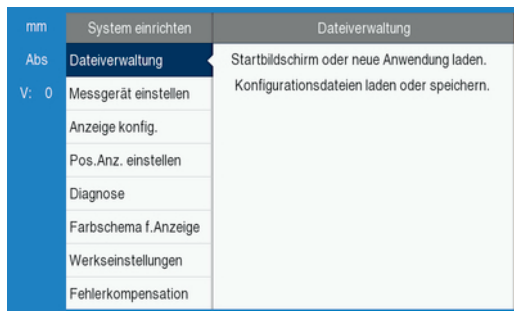 mm
System einrichten
Dateiverwaltung
Abs
Dateiverwaltung
Startbildschirm oder neue Anwendung laden.
V: 0
Messgerät einstellen
Konfigurationsdateien laden oder speichern.
Anzeige konfig.
Pos.Anz. einstellen
Diagnose
Farbschema f.Anzeige
Werkseinstellungen
Fehlerkompensation